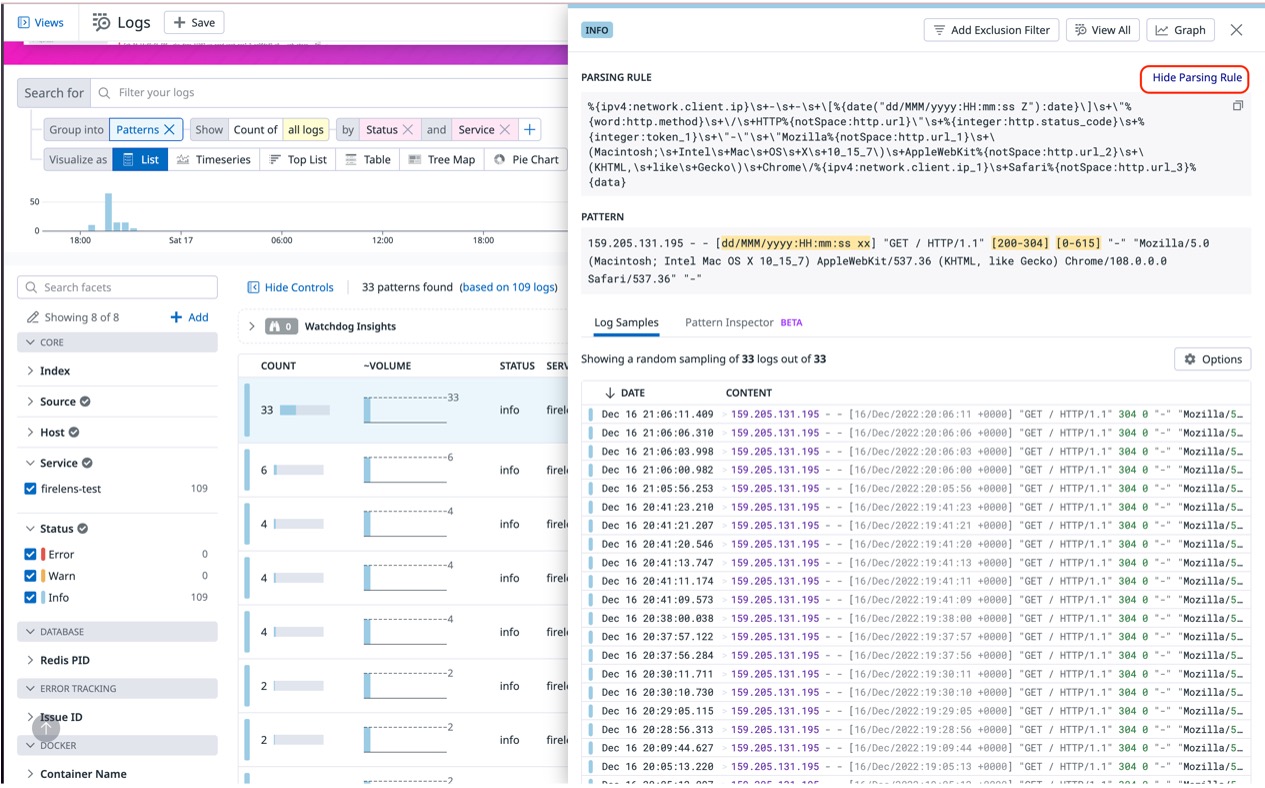 Views
Logs
+ Save
Search for
Filter your logs
Group into Patterns Show Count of all logs by Status and Service +
Visualize as List Timeseries Top List Table Tree Map Pie Chart
50
0
18:00 Sat 17 06:00 12:00 18:00
Search facets
Showing 8 of 8 + Add
CORE
Index
Source
Host
Service
firelens-test 109
Status
Error 0
Warn 0
Info 109
DATABASE
Redis PID
ERROR TRACKING
Issue ID
DOCKER
Container Name
Hide Controls 33 patterns found (based on 109 logs)
0 Watchdog Insights
COUNT ~VOLUME STATUS SERV
33 33 info firele
6 6 info firele
4 4 info firele
4 4 info firele
4 4 info firele
2 2 info firele
2 2 info firele
2
INFO
Add Exclusion Filter View All Graph
PARSING RULE Hide Parsing Rule
%{ipv4:network.client.ip}\s+-\s+-\s+\[%{date("dd/MMM/yyyy:HH:mm:ss Z"):date}\]\s+\"%
{word:http.method}\s+\/\s+HTTP%{notSpace:http.url}\"\s+%{integer:http.status_code}\s+%
{integer:token_1}\s+\"-\"\s+\"Mozilla%{notSpace:http.url_1}\s+\
(Macintosh;\s+Intel\s+Mac\s+OS\s+X\s+10_15_7\)\s+AppleWebKit%{notSpace:http.url_2}\s+\
(KHTML,\s+like\s+Gecko\)\s+Chrome\/%{ipv4:network.client.ip_1}\s+Safari%{notSpace:http.url_3}%
{data}
PATTERN
159.205.131.195 - - [dd/MMM/yyyy:HH:mm:ss xx] "GET / HTTP/1.1" [200-304] [0-615] "-" "Mozilla/5.0
(Macintosh; Intel Mac OS X 10_15_7) AppleWebKit/537.36 (KHTML, like Gecko) Chrome/108.0.0.0
Safari/537.36" "-"
Log Samples Pattern Inspector BETA
Showing a random sampling of 33 logs out of 33
Options
DATE CONTENT
Dec 16 21:06:11.409 159.205.131.195 - - [16/Dec/2022:20:06:11 +0000] "GET / HTTP/1.1" 304 0 "-" "Mozilla/5…
Dec 16 21:06:06.310 159.205.131.195 - - [16/Dec/2022:20:06:06 +0000] "GET / HTTP/1.1" 304 0 "-" "Mozilla/5…
Dec 16 21:06:03.998 159.205.131.195 - - [16/Dec/2022:20:06:03 +0000] "GET / HTTP/1.1" 304 0 "-" "Mozilla/5…
Dec 16 21:06:00.982 159.205.131.195 - - [16/Dec/2022:20:06:00 +0000] "GET / HTTP/1.1" 304 0 "-" "Mozilla/5…
Dec 16 21:05:56.253 159.205.131.195 - - [16/Dec/2022:20:05:56 +0000] "GET / HTTP/1.1" 304 0 "-" "Mozilla/5…
Dec 16 20:41:23.210 159.205.131.195 - - [16/Dec/2022:19:41:23 +0000] "GET / HTTP/1.1" 304 0 "-" "Mozilla/5…
Dec 16 20:41:21.207 159.205.131.195 - - [16/Dec/2022:19:41:21 +0000] "GET / HTTP/1.1" 304 0 "-" "Mozilla/5…
Dec 16 20:41:20.546 159.205.131.195 - - [16/Dec/2022:19:41:20 +0000] "GET / HTTP/1.1" 304 0 "-" "Mozilla/5…
Dec 16 20:41:13.747 159.205.131.195 - - [16/Dec/2022:19:41:13 +0000] "GET / HTTP/1.1" 304 0 "-" "Mozilla/5…
Dec 16 20:41:11.174 159.205.131.195 - - [16/Dec/2022:19:41:11 +0000] "GET / HTTP/1.1" 304 0 "-" "Mozilla/5…
Dec 16 20:41:09.573 159.205.131.195 - - [16/Dec/2022:19:41:09 +0000] "GET / HTTP/1.1" 304 0 "-" "Mozilla/5…
Dec 16 20:38:00.038 159.205.131.195 - - [16/Dec/2022:19:38:00 +0000] "GET / HTTP/1.1" 304 0 "-" "Mozilla/5…
Dec 16 20:37:57.122 159.205.131.195 - - [16/Dec/2022:19:37:57 +0000] "GET / HTTP/1.1" 304 0 "-" "Mozilla/5…
Dec 16 20:37:56.284 159.205.131.195 - - [16/Dec/2022:19:37:56 +0000] "GET / HTTP/1.1" 304 0 "-" "Mozilla/5…
Dec 16 20:30:11.711 159.205.131.195 - - [16/Dec/2022:19:30:11 +0000] "GET / HTTP/1.1" 304 0 "-" "Mozilla/5…
Dec 16 20:30:10.730 159.205.131.195 - - [16/Dec/2022:19:30:10 +0000] "GET / HTTP/1.1" 304 0 "-" "Mozilla/5…
Dec 16 20:29:05.115 159.205.131.195 - - [16/Dec/2022:19:29:05 +0000] "GET / HTTP/1.1" 304 0 "-" "Mozilla/5…
Dec 16 20:28:56.313 159.205.131.195 - - [16/Dec/2022:19:28:56 +0000] "GET / HTTP/1.1" 304 0 "-" "Mozilla/5…
Dec 16 20:09:44.627 159.205.131.195 - - [16/Dec/2022:19:09:44 +0000] "GET / HTTP/1.1" 304 0 "-" "Mozilla/5…
Dec 16 20:05:13.220 159.205.131.195 - - [16/Dec/2022:19:05:13 +0000] "GET / HTTP/1.1" 304 0 "-" "Mozilla/5…